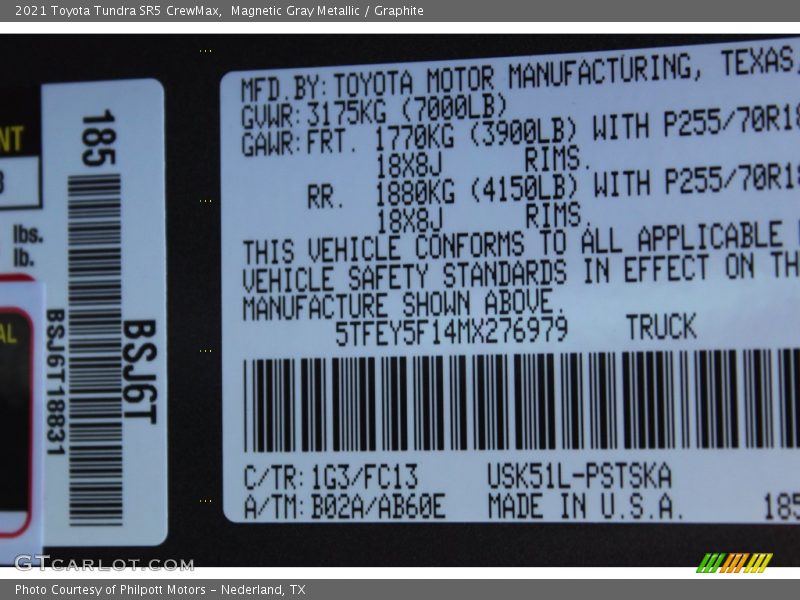 2021 Toyota Tundra SR5 CrewMax,  Magnetic Gray Metallic / Graphite
NT
lbs.
lb.
AL
185
BSJ6T
BSJ6T18831
MFD.BY:TOYOTA MOTOR MANUFACTURING, TEXAS,
GVWR:3175KG (7000LB)
GAWR:FRT. 1770KG (3900LB) WITH P255/70R18
18X8J RIMS.
RR. 1880KG (4150LB) WITH P255/70R18
18X8J RIMS.
THIS VEHICLE CONFORMS TO ALL APPLICABLE
VEHICLE SAFETY STANDARDS IN EFFECT ON TH
MANUFACTURE SHOWN ABOVE.
5TFEY5F14MX276979 TRUCK
C/TR:1G3/FC13 USK51L-PSTSKA
A/TM:B02A/AB60E MADE IN U.S.A. 185
GTCARLOT.COM
Photo Courtesy of Philpott Motors - Nederland, TX